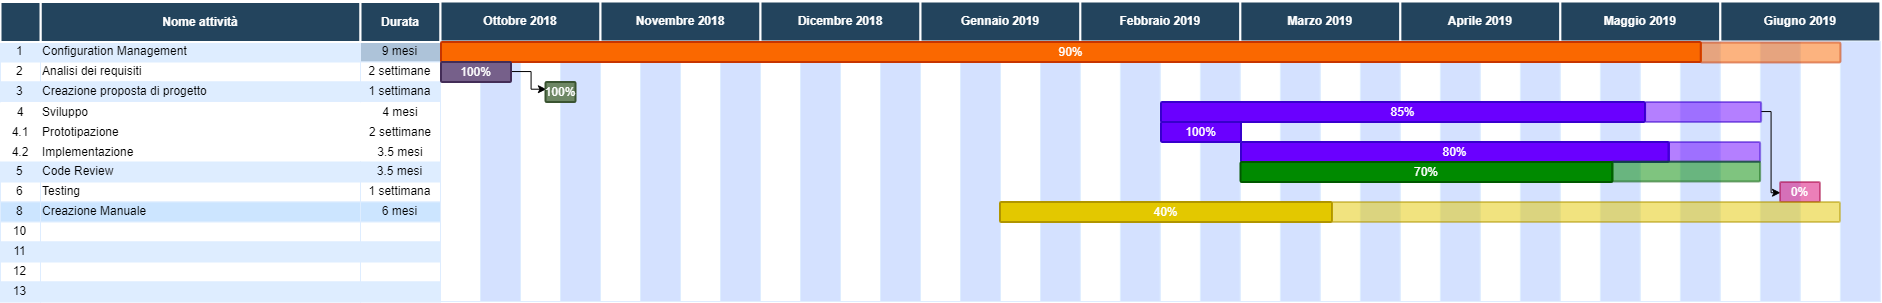 Nome attività Durata Ottobre 2018 Novembre 2018 Dicembre 2018 Gennaio 2019 Febbraio 2019 Marzo 2019 Aprile 2019 Maggio 2019 Giugno 2019
1 Configuration Management 9 mesi 90%
2 Analisi dei requisiti 2 settimane 100%
3 Creazione proposta di progetto 1 settimana 100%
4 Sviluppo 4 mesi 85%
4.1 Prototipazione 2 settimane 100%
4.2 Implementazione 3.5 mesi 80%
5 Code Review 3.5 mesi 70%
6 Testing 1 settimana 0%
8 Creazione Manuale 6 mesi 40%
10
11
12
13